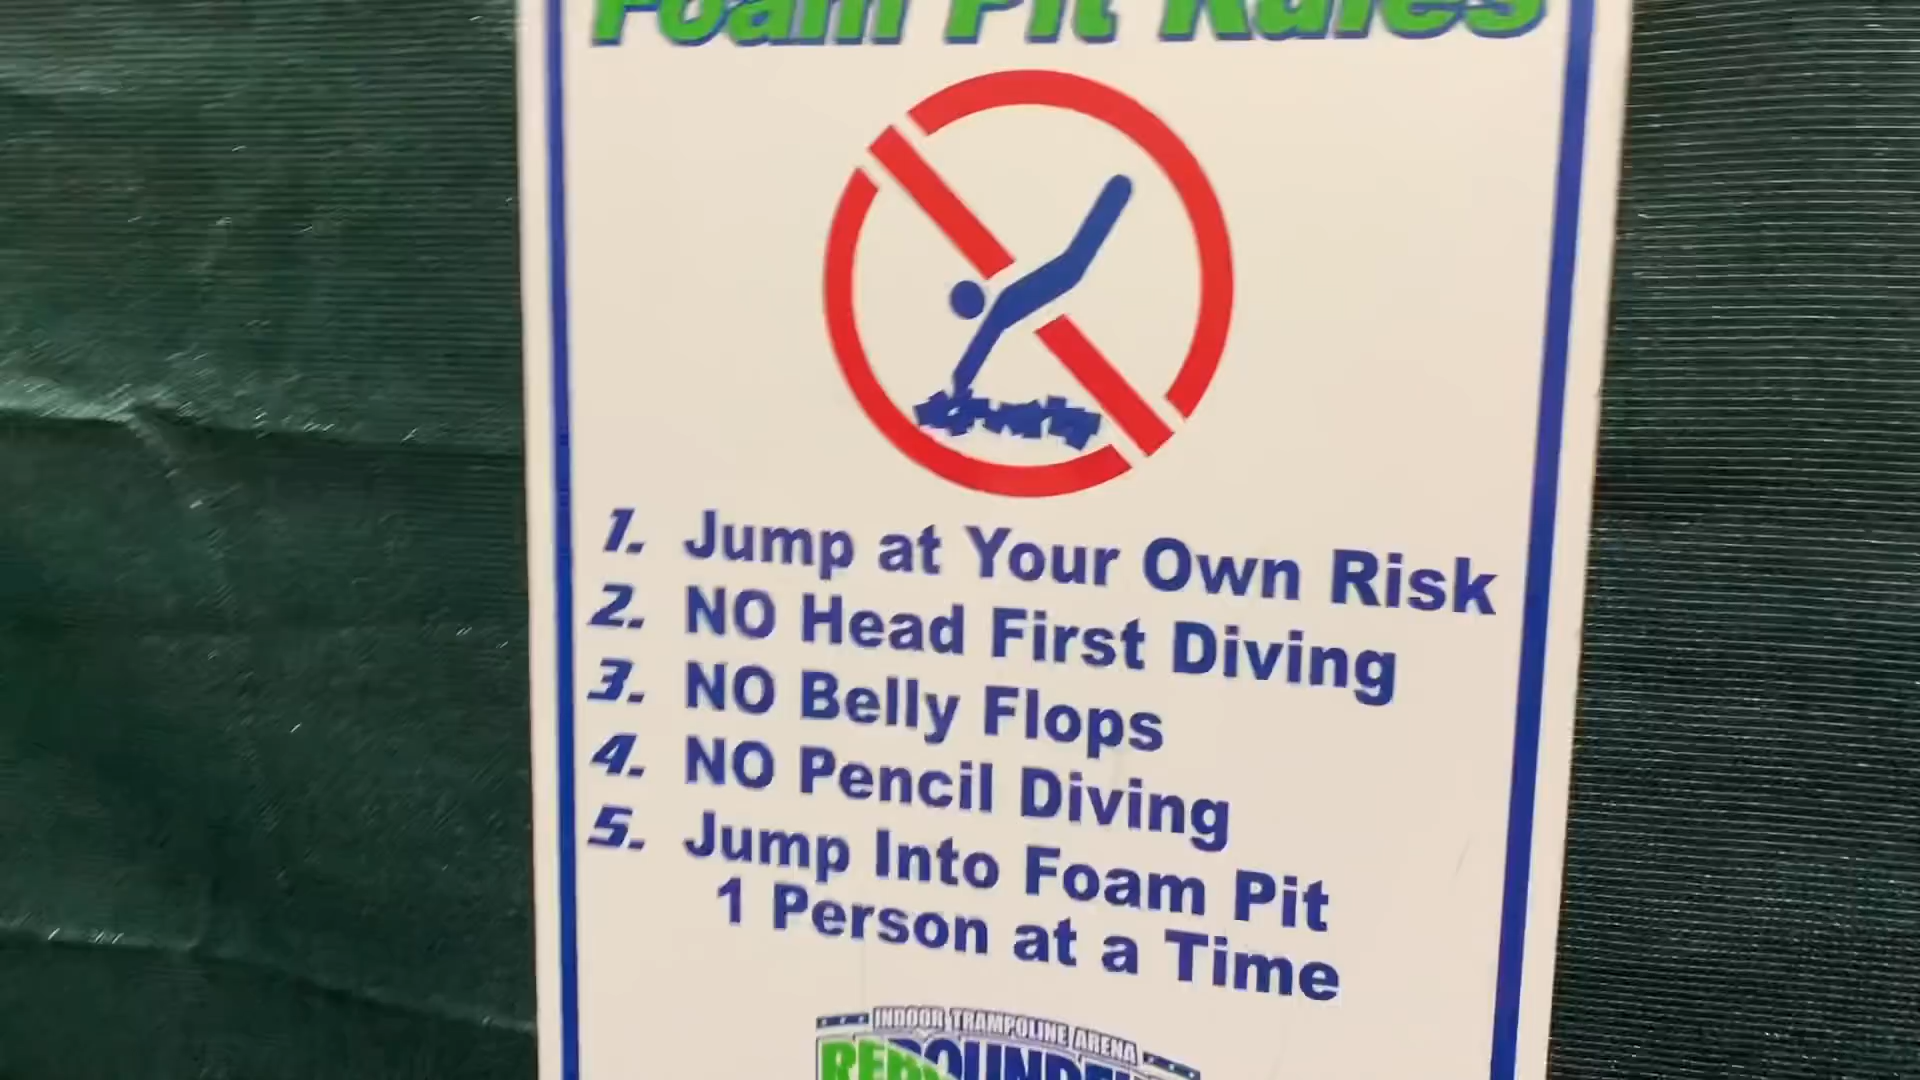 Foam Pit Rules
1. Jump at Your Own Risk
2. NO Head First Diving
3. NO Belly Flops
4. NO Pencil Diving
5. Jump Into Foam Pit
1 Person at a Time
INDOOR TRAMPOLINE ARENA